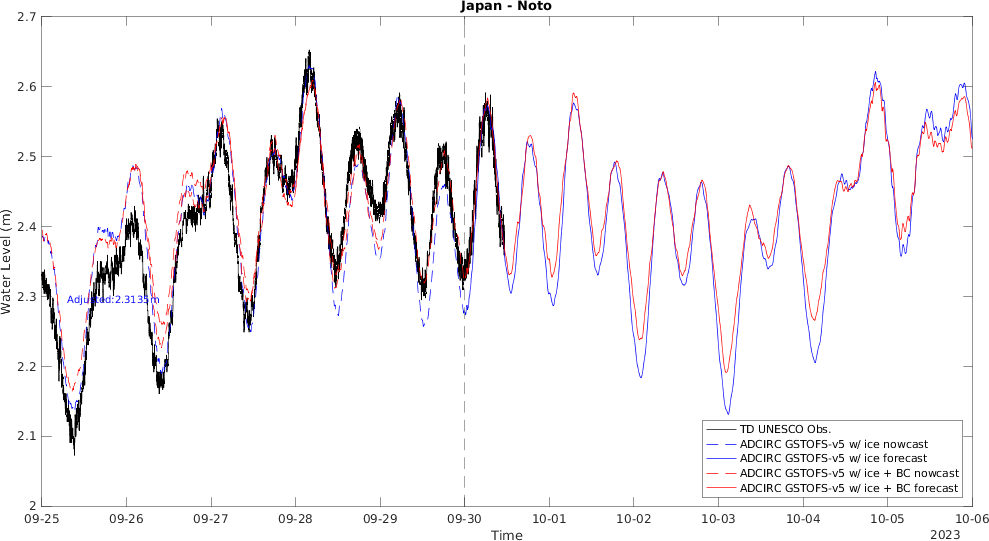 Japan - Noto
2.7
2.6
2.5
2.4
2.3
2.2
2.1
2
Water Level (m)
Adjusted:2.3135m
TD UNESCO Obs.
ADCIRC GSTOFS-v5 w/ ice nowcast
ADCIRC GSTOFS-v5 w/ ice forecast
ADCIRC GSTOFS-v5 w/ ice + BC nowcast
ADCIRC GSTOFS-v5 w/ ice + BC forecast
09-25 09-26 09-27 09-28 09-29 09-30 10-01 10-02 10-03 10-04 10-05 10-06
Time
2023